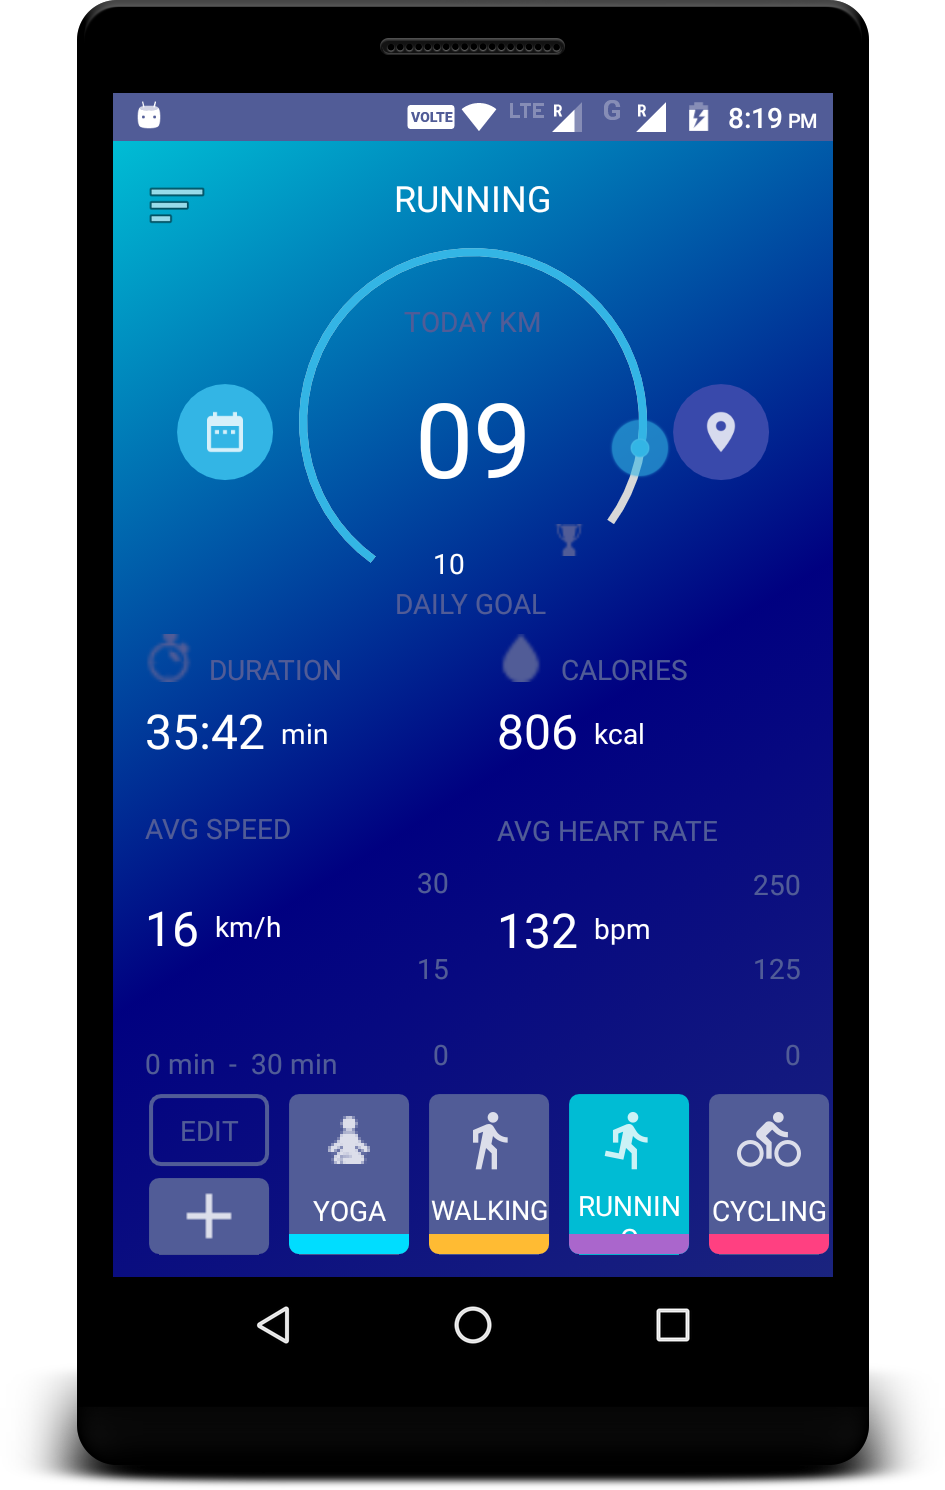 VOLTE LTE R G R 8:19 PM
RUNNING
TODAY KM
09
10
DAILY GOAL
DURATION CALORIES
35:42 min 806 kcal
AVG SPEED AVG HEART RATE
30 250
16 km/h 132 bpm
15 125
0 min - 30 min 0 0
EDIT
YOGA WALKING RUNNIN CYCLING